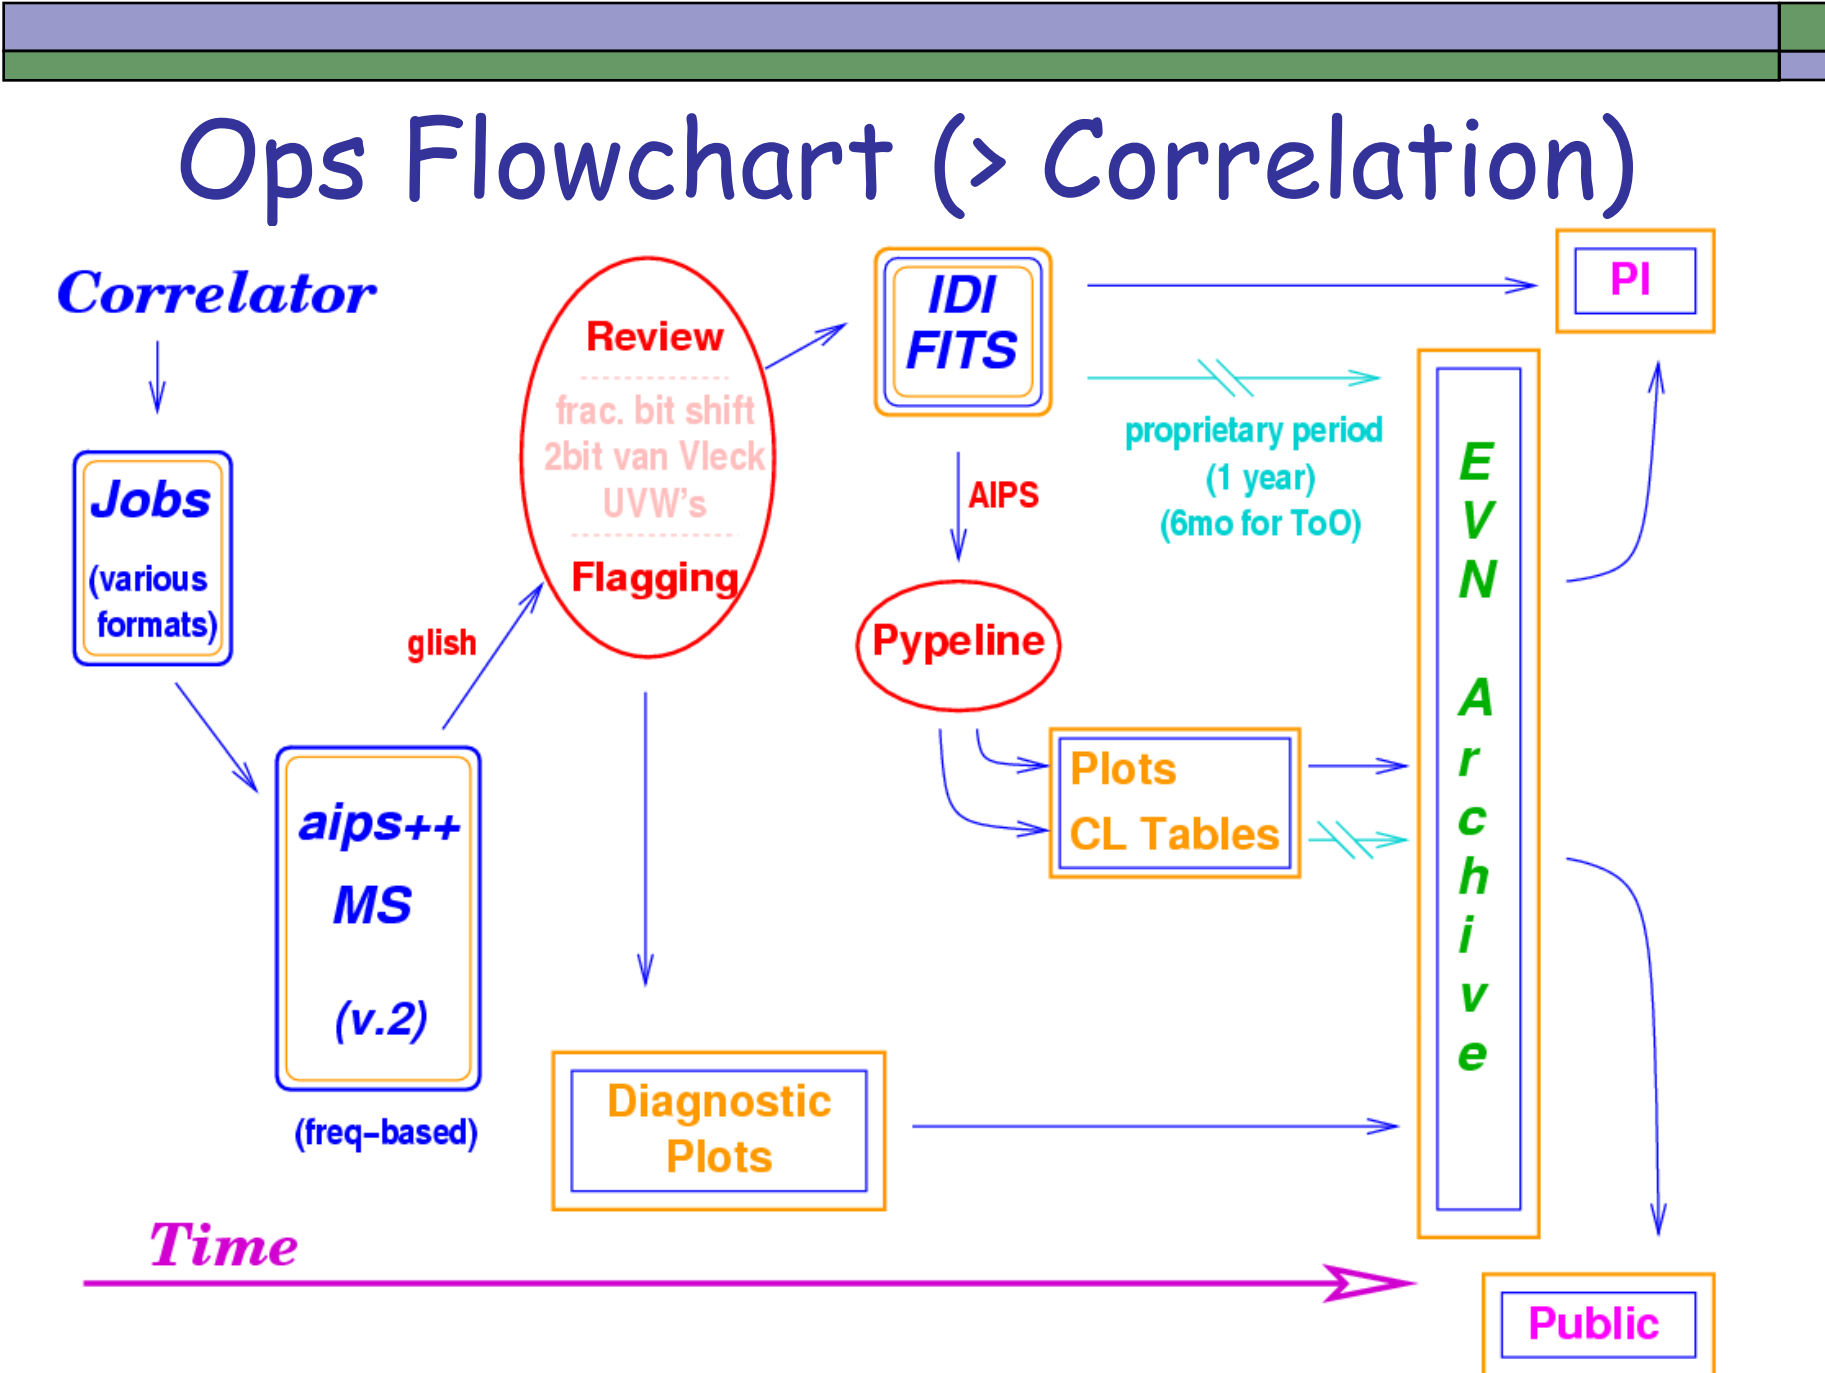 Ops Flowchart (> Correlation)
Correlator
Jobs
(various
formats)
aips++
MS
(v.2)
(freq-based)
glish
Review
frac. bit shift
2bit van Vleck
UVW's
Flagging
Diagnostic
Plots
IDI
FITS
AIPS
Pypeline
Plots
CL Tables
proprietary period
(1 year)
(6mo for ToO)
EVN Archive
PI
Public
Time